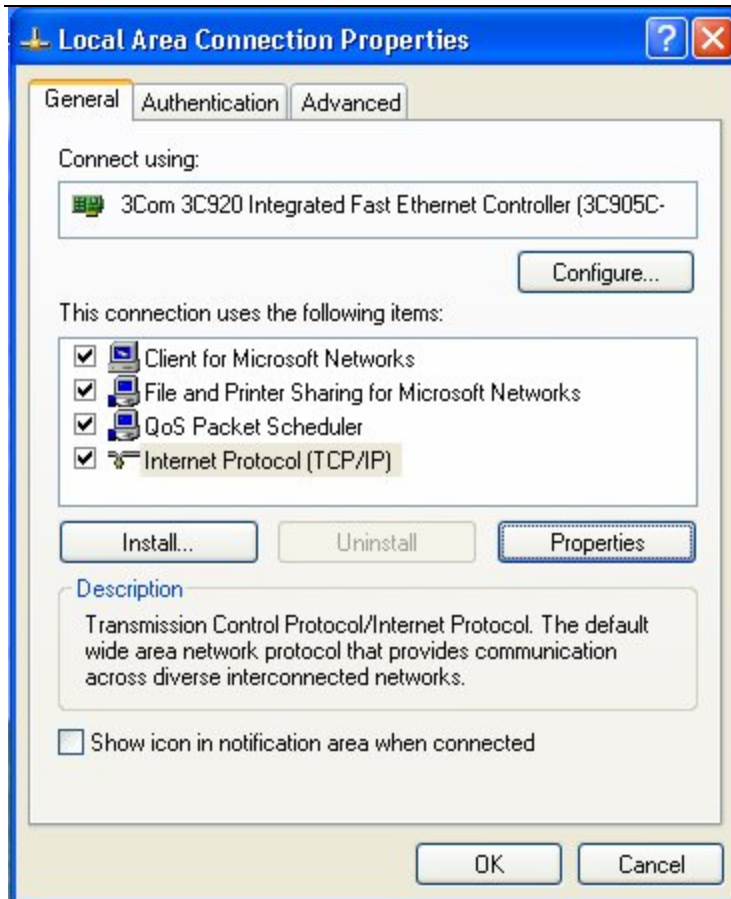 Local Area Connection Properties
General Authentication Advanced
Connect using:
3Com 3C920 Integrated Fast Ethernet Controller (3C905C-
Configure...
This connection uses the following items:
Client for Microsoft Networks
File and Printer Sharing for Microsoft Networks
QoS Packet Scheduler
Internet Protocol (TCP/IP)
Install... Uninstall Properties
Description
Transmission Control Protocol/Internet Protocol. The default
wide area network protocol that provides communication
across diverse interconnected networks.
Show icon in notification area when connected
OK Cancel